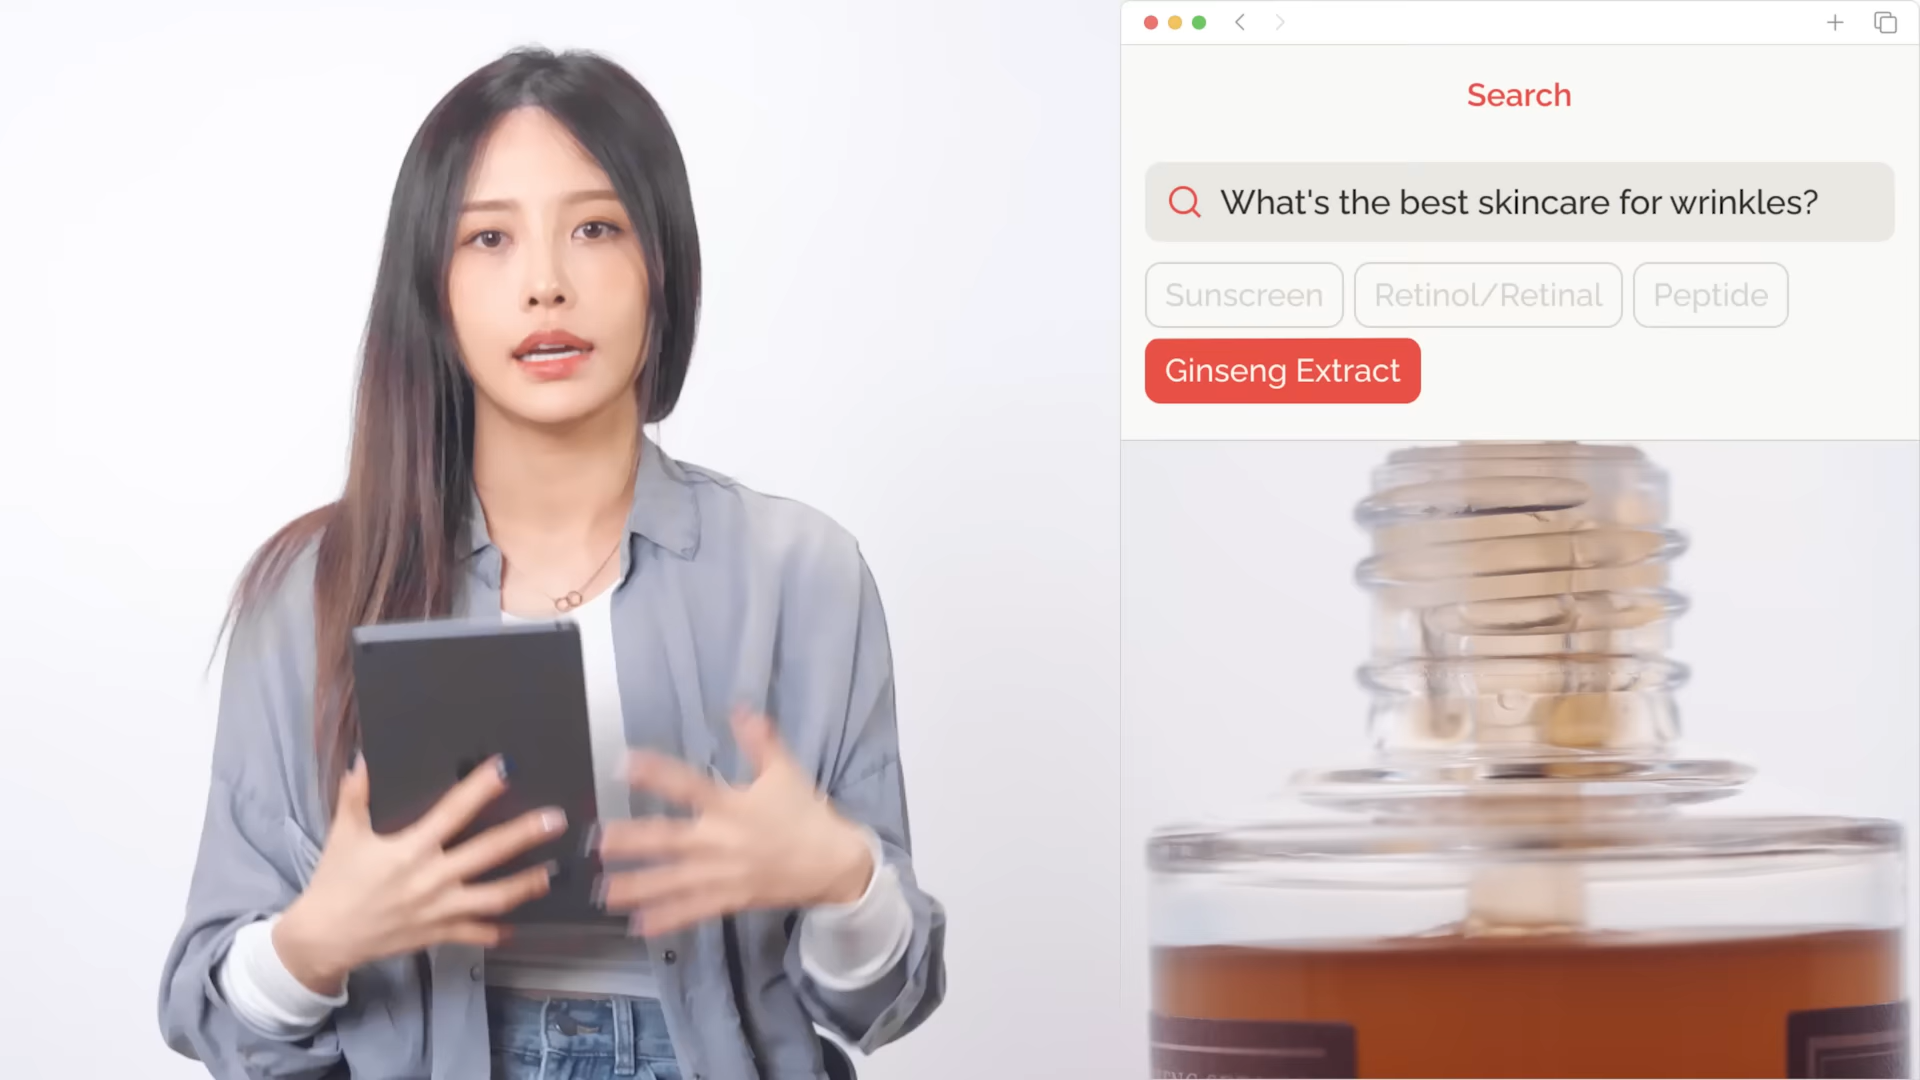 Search
What's the best skincare for wrinkles?
Sunscreen
Retinol/Retinal
Peptide
Ginseng Extract